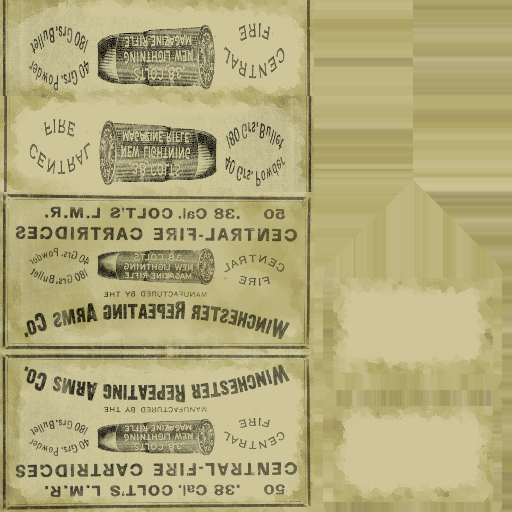 180 Grs. Bullet
40 Grs. Powder
.38 COLTS
NEW LIGHTNING
MAGAZINE RIFLE
CENTRAL
FIRE
CENTRAL
FIRE
.38 COLTS
NEW LIGHTNING
MAGAZINE RIFLE
40 Grs. Powder
180 Grs. Bullet
50 .38 Cal. COLT'S L.M.R.
CENTRAL-FIRE CARTRIDGES
CENTRAL
FIRE
.38 COLTS
NEW LIGHTNING
MAGAZINE RIFLE
40 Grs. Powder
180 Grs. Bullet
MANUFACTURED BY THE
WINCHESTER REPEATING ARMS CO.
WINCHESTER REPEATING ARMS CO.
MANUFACTURED BY THE
FIRE
CENTRAL
MAGAZINE RIFLE
NEW LIGHTNING
.38 COLTS
180 Grs. Bullet
40 Grs. Powder
CENTRAL-FIRE CARTRIDGES
50 .38 Cal. COLT'S L.M.R.